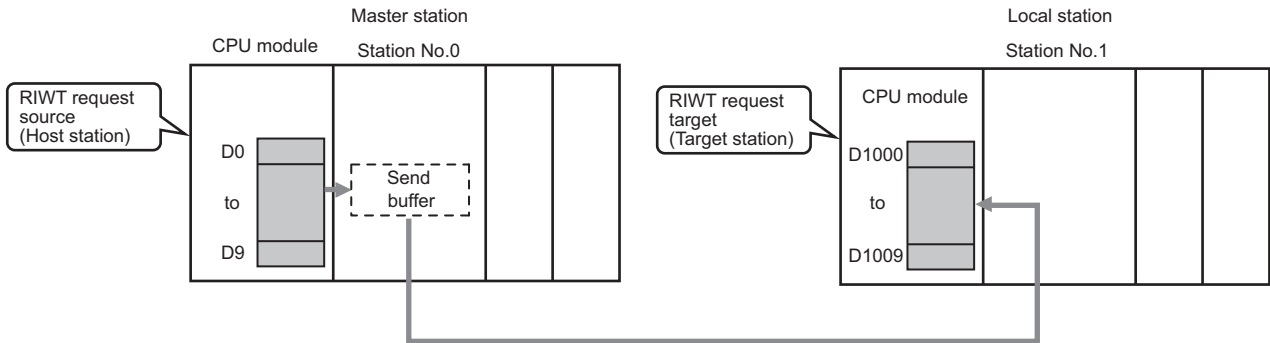 Master station
CPU module
Station No.0
RIWT request
source
(Host station)
D0
to
D9
Send
buffer
Local station
Station No.1
RIWT request
target
(Target station)
CPU module
D1000
to
D1009